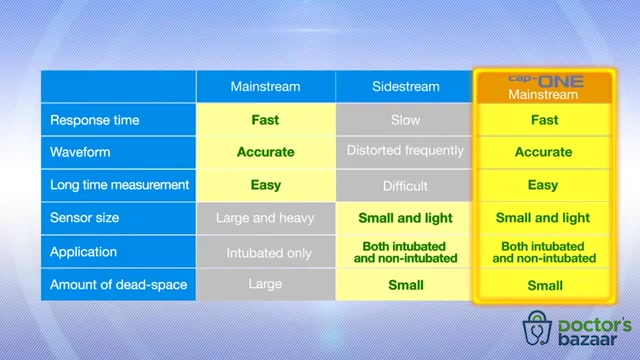 Mainstream Sidestream cap-ONE Mainstream
Response time Fast Slow Fast
Waveform Accurate Distorted frequently Accurate
Long time measurement Easy Difficult Easy
Sensor size Large and heavy Small and light Small and light
Application Intubated only Both intubated and non-intubated Both intubated and non-intubated
Amount of dead-space Large Small Small
DOCTOR's
bazaar